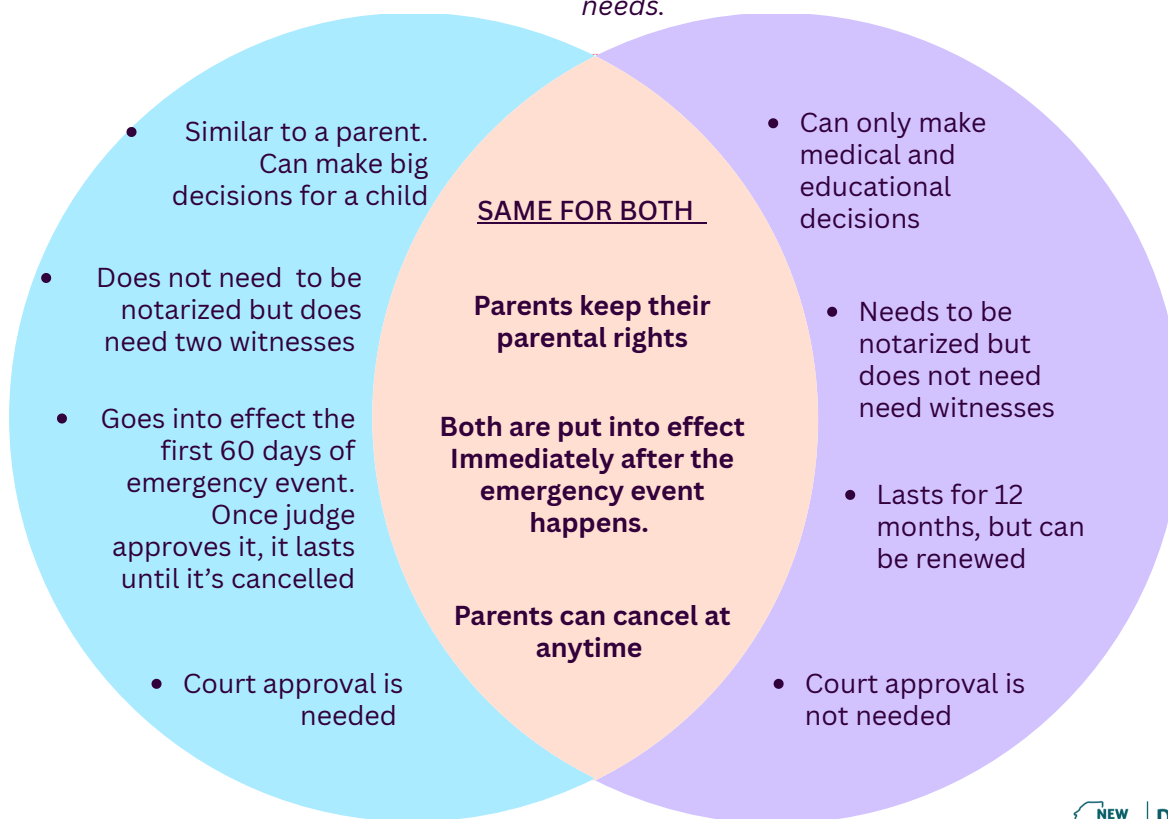 needs.
Similar to a parent.
Can make big
decisions for a child
Does not need to be
notarized but does
need two witnesses
Goes into effect the
first 60 days of
emergency event.
Once judge
approves it, it lasts
until it’s cancelled
Court approval is
needed
SAME FOR BOTH
Parents keep their
parental rights
Both are put into effect
Immediately after the
emergency event
happens.
Parents can cancel at
anytime
Can only make
medical and
educational
decisions
Needs to be
notarized but
does not need
need witnesses
Lasts for 12
months, but can
be renewed
Court approval is
not needed
NEW